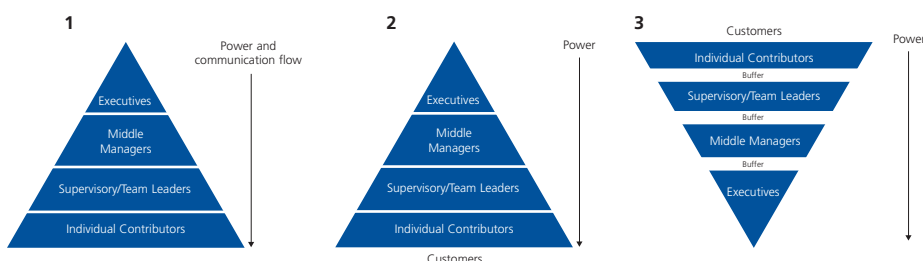 1
Power and
communication flow
Executives
Middle
Managers
Supervisory/Team Leaders
Individual Contributors
2
Power
Executives
Middle
Managers
Supervisory/Team Leaders
Individual Contributors
Customers
3
Customers
Power
Individual Contributors
Buffer
Supervisory/Team Leaders
Buffer
Middle Managers
Buffer
Executives